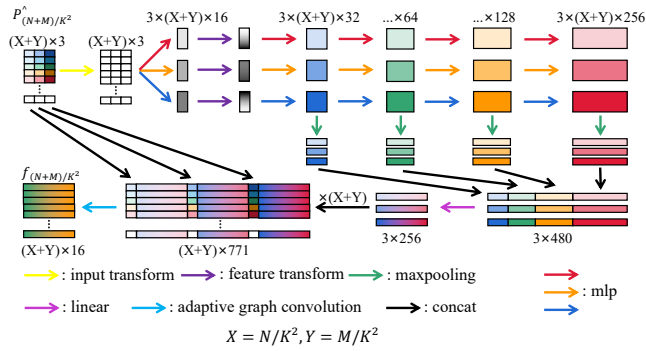 P^_{(N+M)/K²}
(X+Y)×3
(X+Y)×3
3×(X+Y)×16
3×(X+Y)×32
...×64
...×128
3×(X+Y)×256
f_{(N+M)/K²}
×(X+Y)
(X+Y)×16
(X+Y)×771
3×256
3×480
: input transform
: feature transform
: maxpooling
: linear
: adaptive graph convolution
: concat
: mlp
X = N/K², Y = M/K²